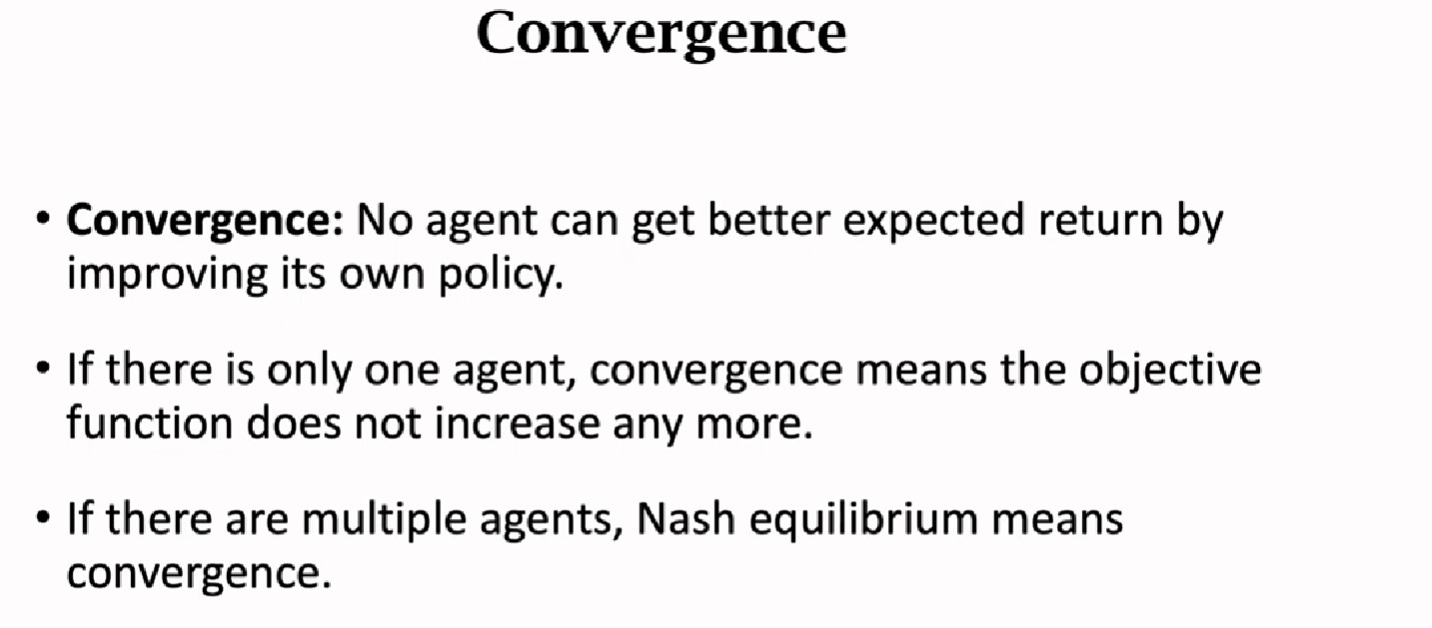 Convergence
• Convergence: No agent can get better expected return by
improving its own policy.
• If there is only one agent, convergence means the objective
function does not increase any more.
• If there are multiple agents, Nash equilibrium means
convergence.